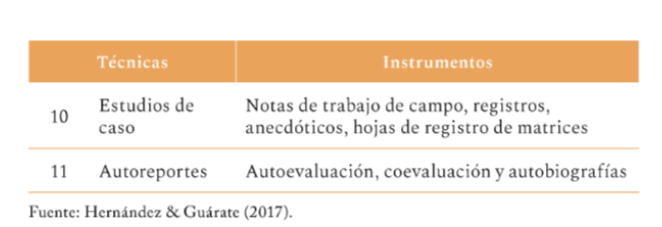 Técnicas Instrumentos
10 Estudios de caso Notas de trabajo de campo, registros, anecdóticos, hojas de registro de matrices
11 Autoreportes Autoevaluación, coevaluación y autobiografías
Fuente: Hernández & Guárate (2017).